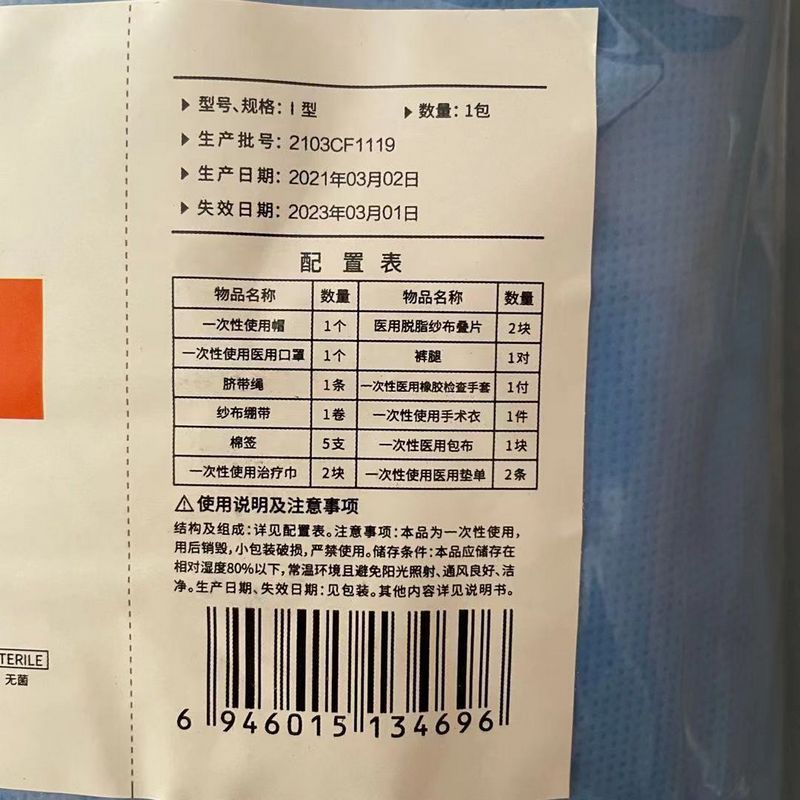 ▶ 型号、规格：Ⅰ型 ▶ 数量：1包
▶ 生产批号：2103CF1119
▶ 生产日期：2021年03月02日
▶ 失效日期：2023年03月01日
配 置 表
物品名称 数量 物品名称 数量
一次性使用帽 1个 医用脱脂纱布叠片 2块
一次性使用医用口罩 1个 裤腿 1对
脐带绳 1条 一次性医用橡胶检查手套 1付
纱布绷带 1卷 一次性使用手术衣 1件
棉签 5支 一次性医用包布 1块
一次性使用治疗巾 2块 一次性使用医用垫单 2条
⚠使用说明及注意事项
结构及组成：详见配置表。注意事项：本品为一次性使用，
用后销毁，小包装破损，严禁使用。储存条件：本品应储存在
相对湿度80%以下，常温环境且避免阳光照射、通风良好、洁
净。生产日期、失效日期：见包装。其他内容详见说明书。
6 946015 134696
TERILE
无菌